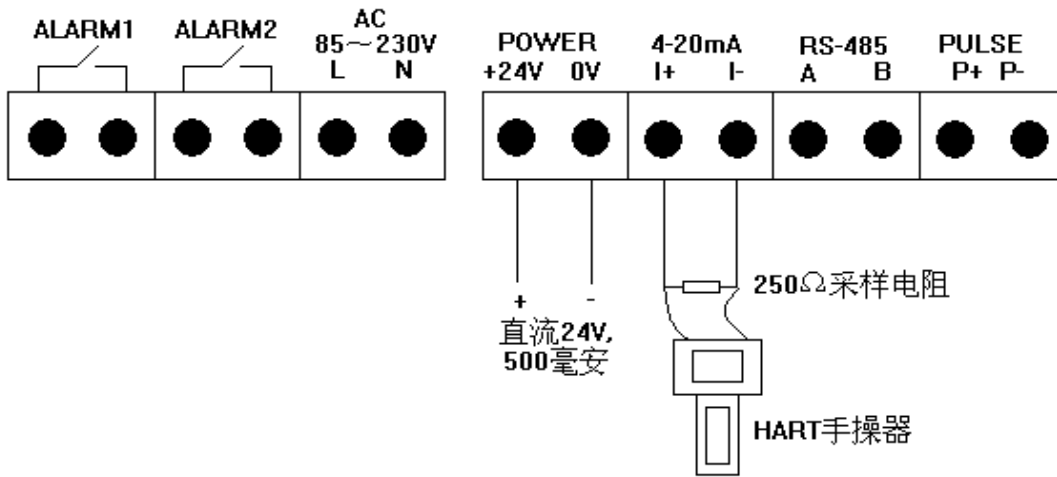 ALARM1
ALARM2
AC
85～230V
L N
POWER
+24V 0V
4-20mA
I+ I-
RS-485
A B
PULSE
P+ P-
250Ω采样电阻
+ -
直流24V,
500毫安
HART手操器